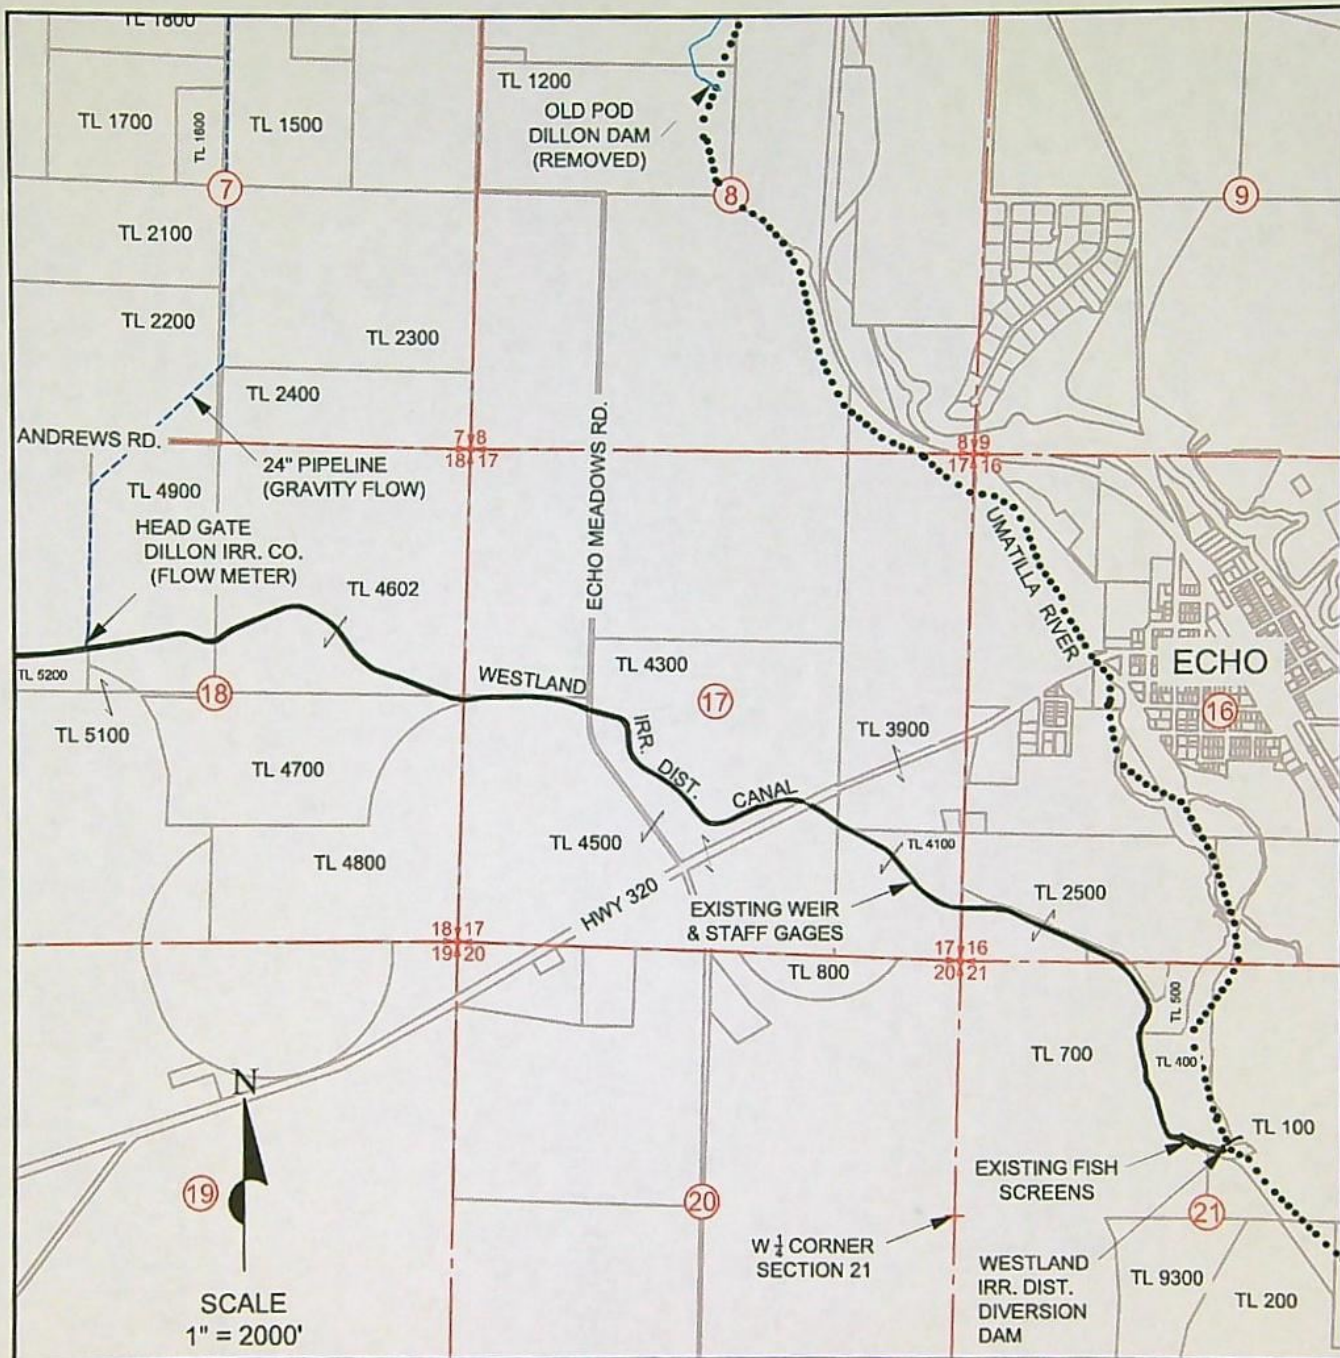 TL 1800
TL 1200
OLD POD
DILLON DAM
(REMOVED)
TL 1700
TL 1600
TL 1500
7
8
9
TL 2100
TL 2200
TL 2300
TL 2400
ANDREWS RD.
7 8
18 17
8 9
17 16
24" PIPELINE
(GRAVITY FLOW)
TL 4900
HEAD GATE
DILLON IRR. CO.
(FLOW METER)
ECHO MEADOWS RD.
UMATILLA RIVER
TL 4602
TL 5200
18
WESTLAND
IRR.
DIST.
CANAL
TL 4300
17
ECHO
16
TL 5100
TL 4700
TL 3900
TL 4500
TL 4100
TL 4800
HWY 320
EXISTING WEIR
& STAFF GAGES
TL 2500
18 17
19 20
17 16
20 21
TL 800
TL 500
TL 700
TL 400
N
TL 100
EXISTING FISH
SCREENS
19
20
21
W 1/4 CORNER
SECTION 21
WESTLAND
IRR. DIST.
DIVERSION
DAM
TL 9300
TL 200
SCALE
1" = 2000'